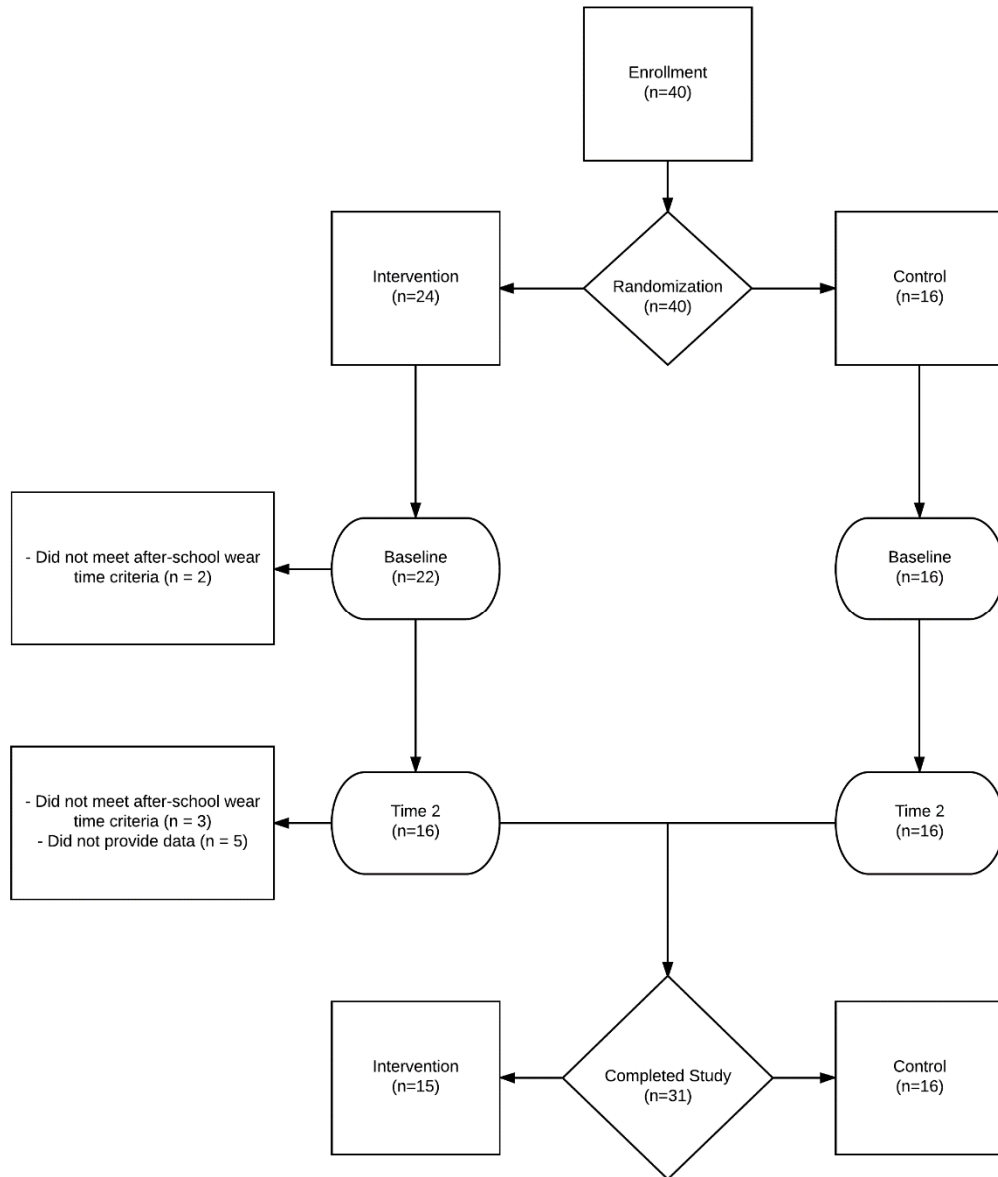 Enrollment
(n=40)
Intervention
(n=24)
Randomization
(n=40)
Control
(n=16)
- Did not meet after-school wear
time criteria (n = 2)
Baseline
(n=22)
Baseline
(n=16)
- Did not meet after-school wear
time criteria (n = 3)
- Did not provide data (n = 5)
Time 2
(n=16)
Time 2
(n=16)
Intervention
(n=15)
Completed Study
(n=31)
Control
(n=16)